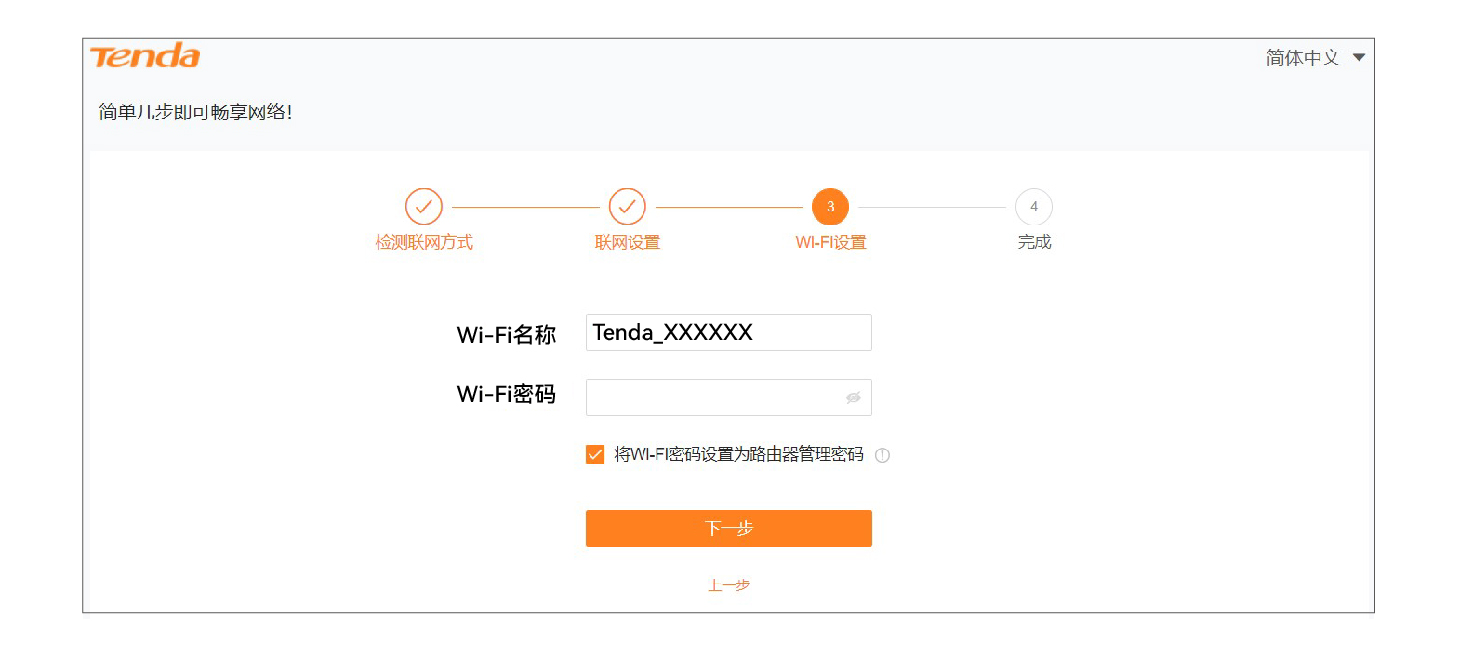 Tenda
简体中文
简单几步即可畅享网络!
3
4
检测联网方式
联网设置
WI-FI设置
完成
Wi-Fi名称
Tenda_XXXXXX
Wi-Fi密码
将WI-FI密码设置为路由器管理密码
下一步
上一步